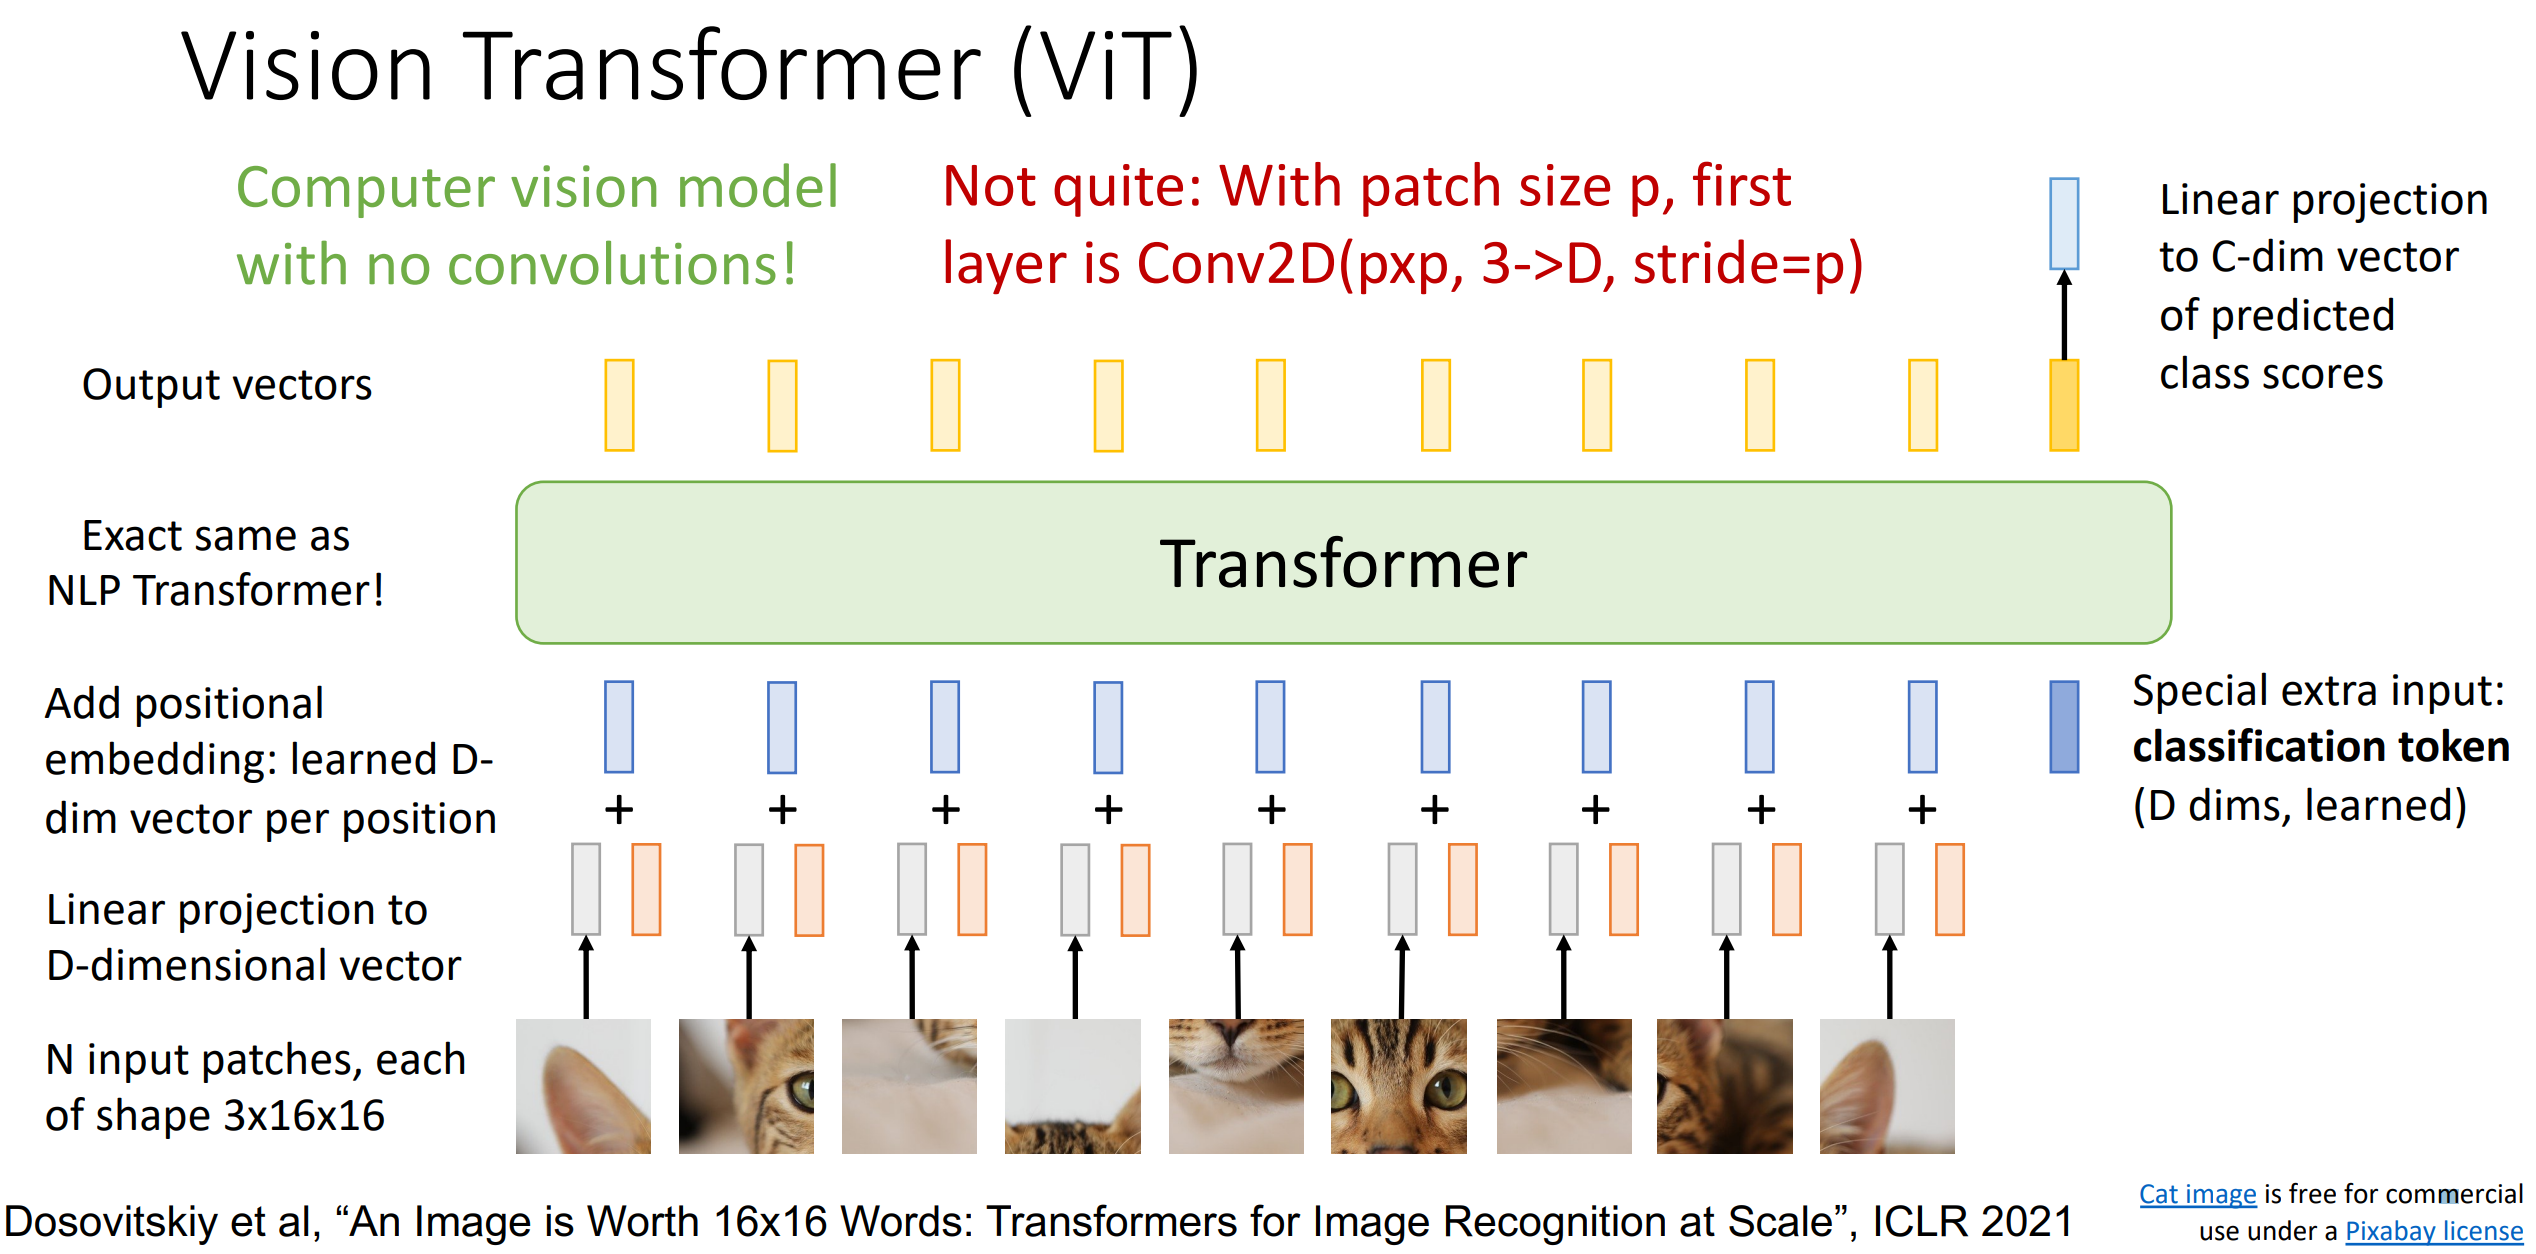 Vision Transformer (ViT)
Computer vision model
with no convolutions!
Not quite: With patch size p, first
layer is Conv2D(pxp, 3->D, stride=p)
Linear projection
to C-dim vector
of predicted
class scores
Output vectors
Exact same as
NLP Transformer!
Transformer
Add positional
embedding: learned D-
dim vector per position
Special extra input:
classification token
(D dims, learned)
+ + + + + + + + +
Linear projection to
D-dimensional vector
N input patches, each
of shape 3x16x16
Dosovitskiy et al, “An Image is Worth 16x16 Words: Transformers for Image Recognition at Scale”, ICLR 2021
Cat image is free for commercial
use under a Pixabay license